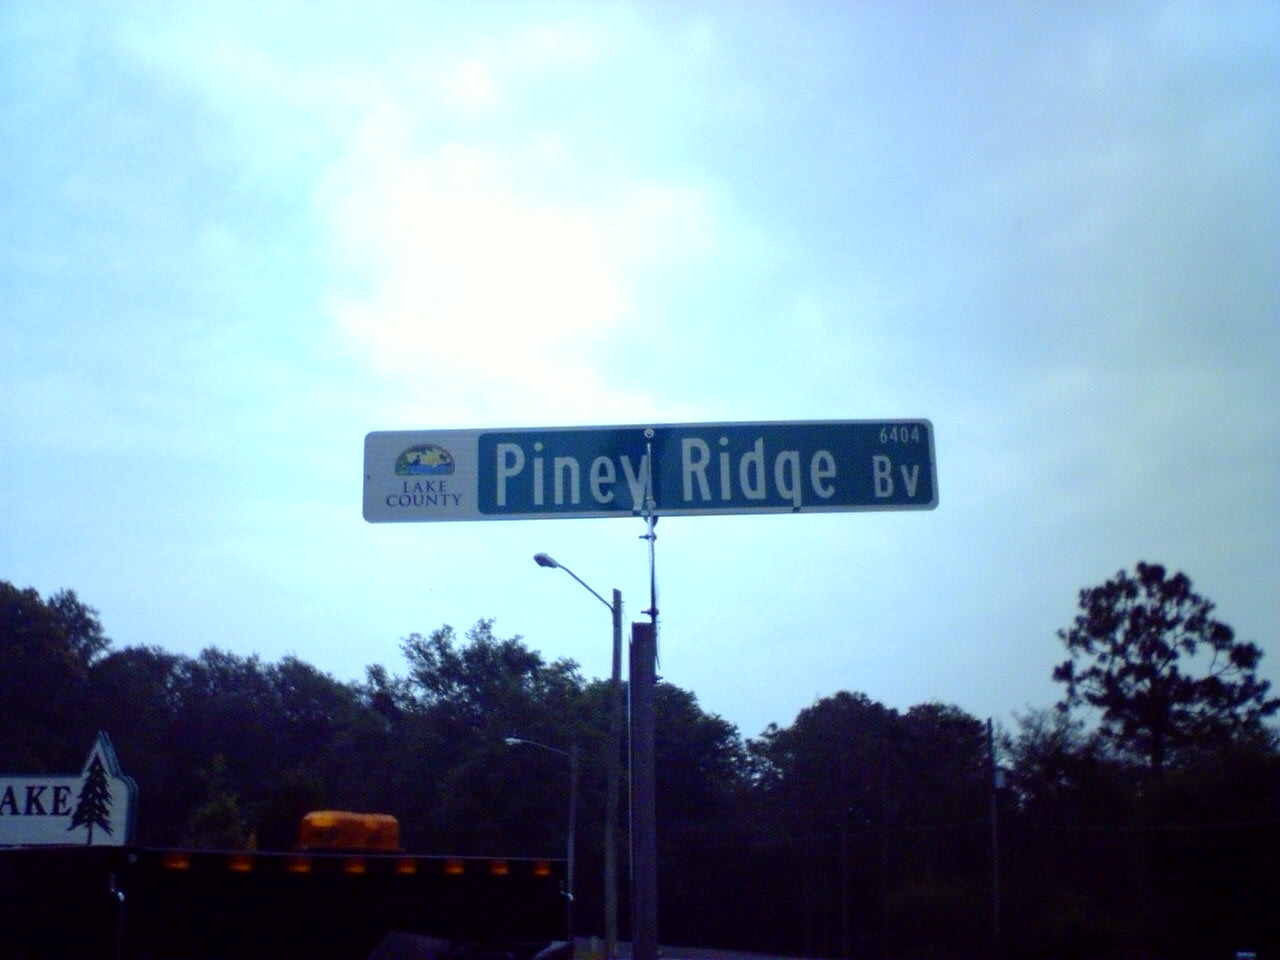 LAKE
COUNTY
Piney Ridge
6404
Bv
AKE